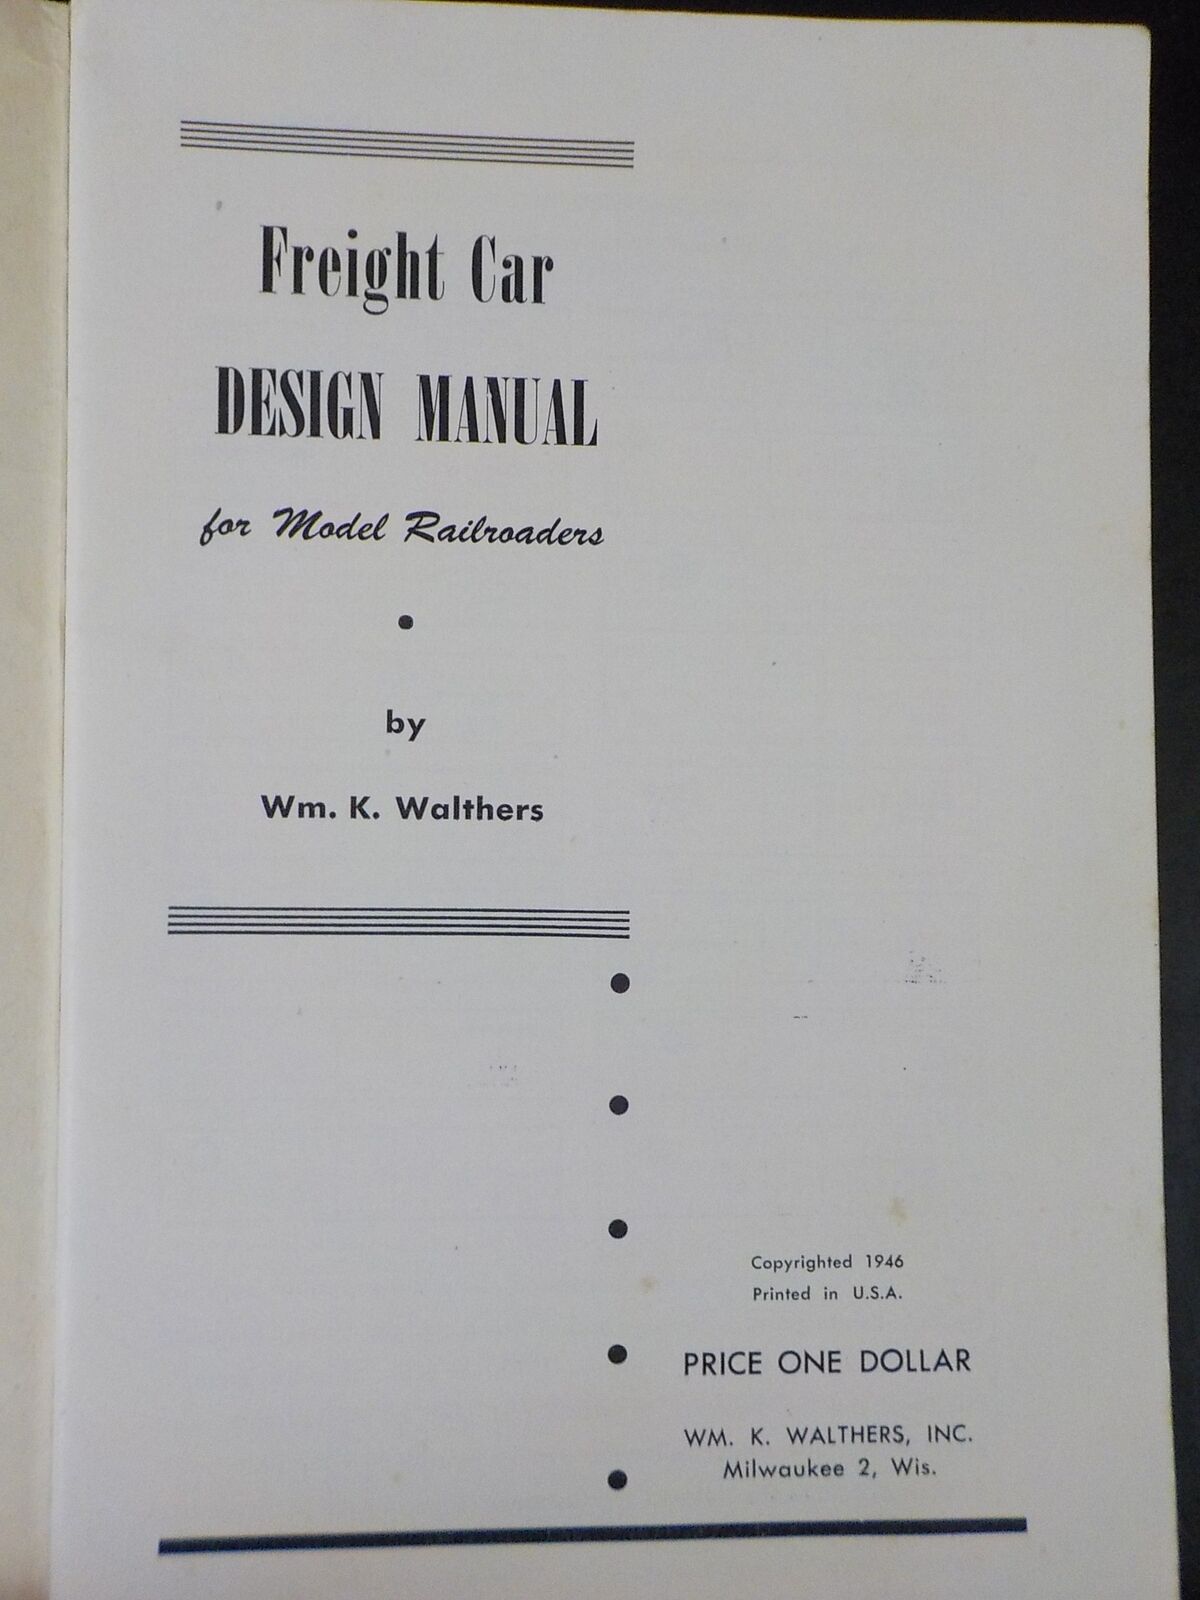 Freight Car
DESIGN MANUAL
for Model Railroaders
by
Wm. K. Walthers
Copyrighted 1946
Printed in U.S.A.
PRICE ONE DOLLAR
WM. K. WALTHERS, INC.
Milwaukee 2, Wis.